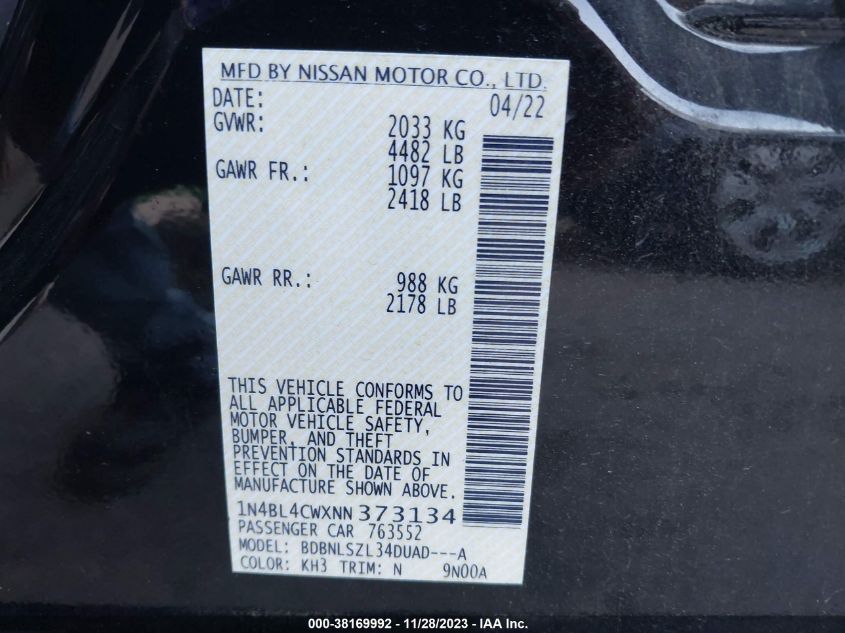 MFD BY NISSAN MOTOR CO., LTD.
DATE: 04/22
GVWR: 2033 KG
4482 LB
GAWR FR.: 1097 KG
2418 LB
GAWR RR.: 988 KG
2178 LB
THIS VEHICLE CONFORMS TO
ALL APPLICABLE FEDERAL
MOTOR VEHICLE SAFETY,
BUMPER, AND THEFT
PREVENTION STANDARDS IN
EFFECT ON THE DATE OF
MANUFACTURE SHOWN ABOVE.
1N4BL4CWXNN 373134
PASSENGER CAR 763552
MODEL: BDBNLSZL34DUAD---A
COLOR: KH3 TRIM: N 9N00A
000-38169992 - 11/28/2023 - IAA Inc.